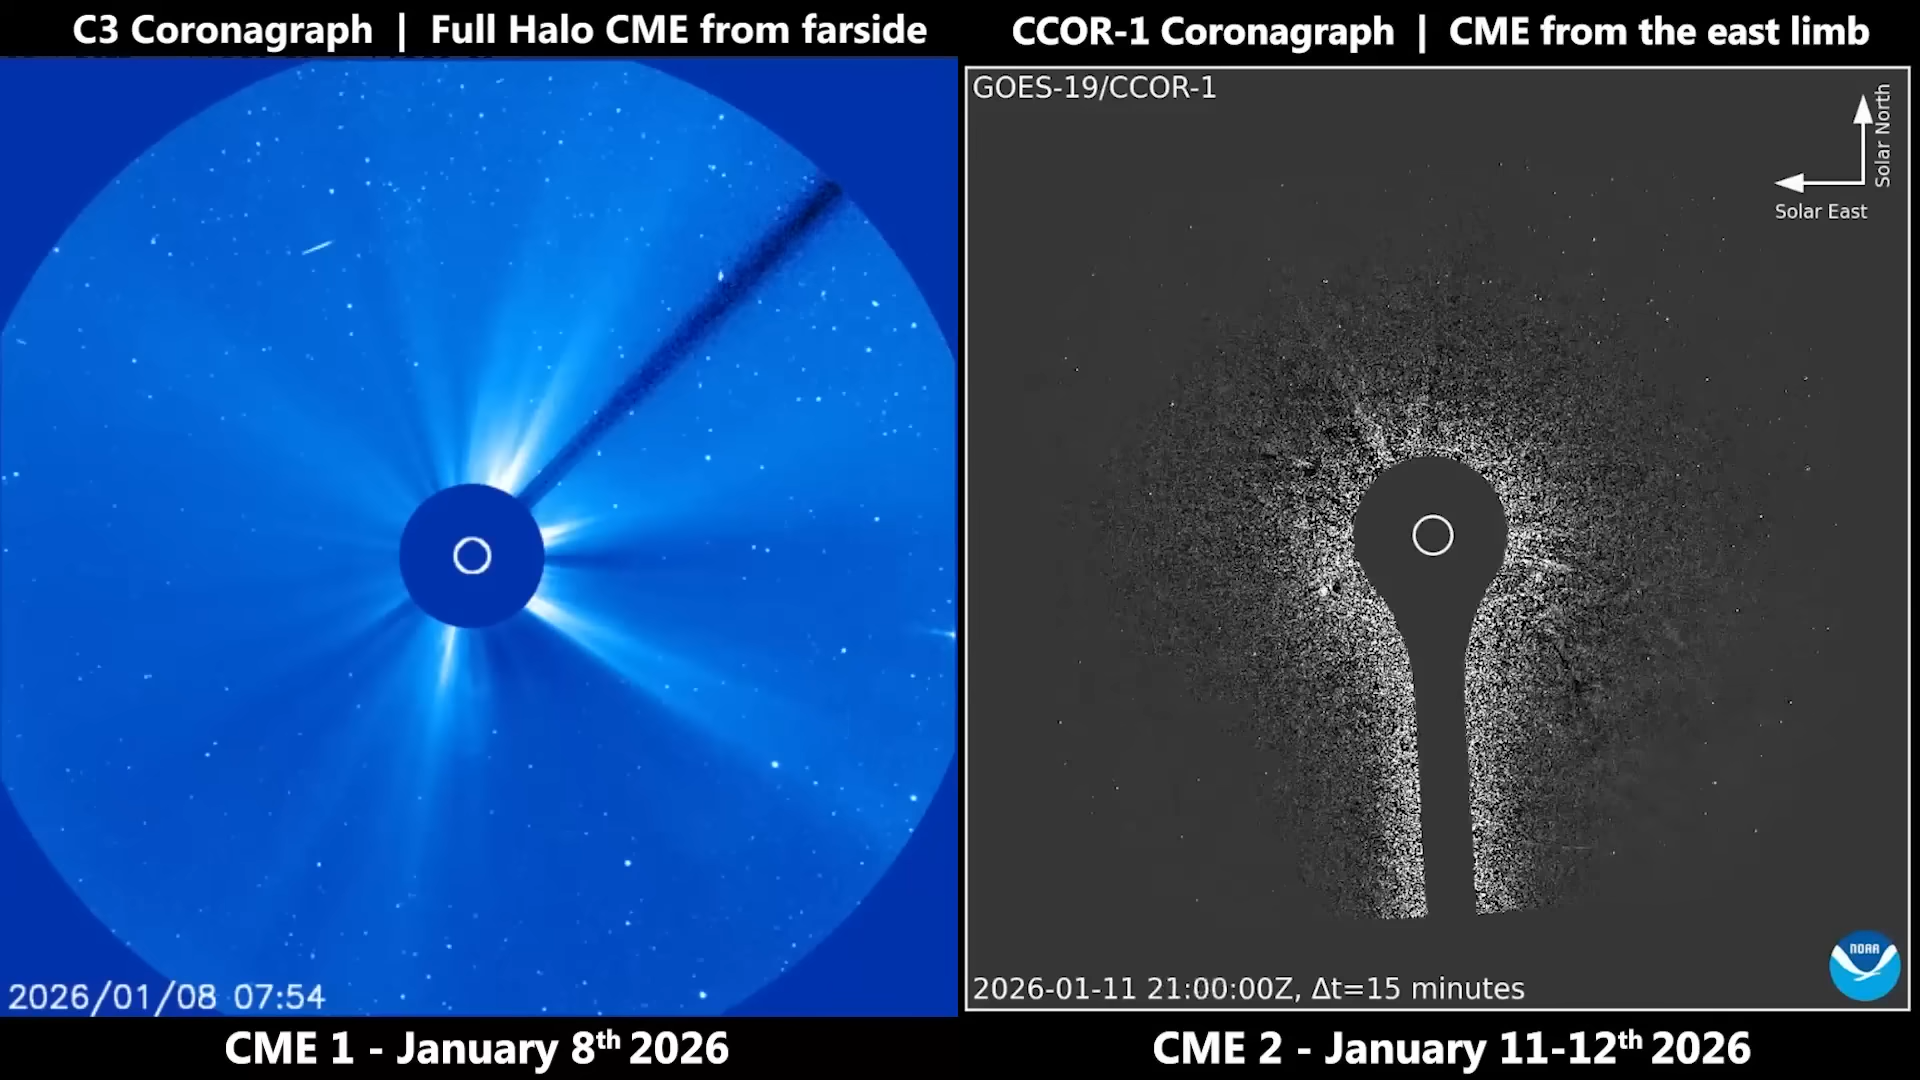 C3 Coronagraph | Full Halo CME from farside
CCOR-1 Coronagraph | CME from the east limb
GOES-19/CCOR-1
Solar North
Solar East
NOAA
2026/01/08 07:54
2026-01-11 21:00:00Z, Δt=15 minutes
CME 1 - January 8th 2026
CME 2 - January 11-12th 2026